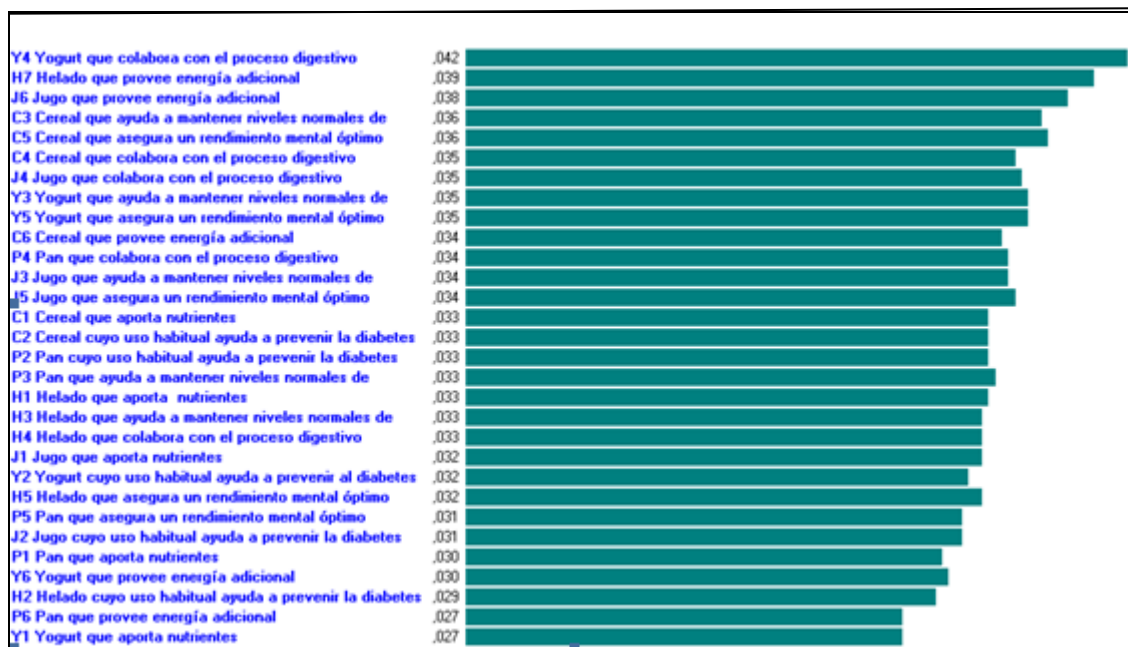 Y4 Yogurt que colabora con el proceso digestivo ,042
H7 Helado que provee energía adicional ,039
J6 Jugo que provee energía adicional ,038
C3 Cereal que ayuda a mantener niveles normales de ,036
C5 Cereal que asegura un rendimiento mental óptimo ,036
C4 Cereal que colabora con el proceso digestivo ,035
J4 Jugo que colabora con el proceso digestivo ,035
Y3 Yogurt que ayuda a mantener niveles normales de ,035
Y5 Yogurt que asegura un rendimiento mental óptimo ,035
C6 Cereal que provee energía adicional ,034
P4 Pan que colabora con el proceso digestivo ,034
J3 Jugo que ayuda a mantener niveles normales de ,034
J5 Jugo que asegura un rendimiento mental óptimo ,034
C1 Cereal que aporta nutrientes ,033
C2 Cereal cuyo uso habitual ayuda a prevenir la diabetes ,033
P2 Pan cuyo uso habitual ayuda a prevenir la diabetes ,033
P3 Pan que ayuda a mantener niveles normales de ,033
H1 Helado que aporta nutrientes ,033
H3 Helado que ayuda a mantener niveles normales de ,033
H4 Helado que colabora con el proceso digestivo ,033
J1 Jugo que aporta nutrientes ,032
Y2 Yogurt cuyo uso habitual ayuda a prevenir al diabetes ,032
H5 Helado que asegura un rendimiento mental óptimo ,032
P5 Pan que asegura un rendimiento mental óptimo ,031
J2 Jugo cuyo uso habitual ayuda a prevenir la diabetes ,031
P1 Pan que aporta nutrientes ,030
Y6 Yogurt que provee energía adicional ,030
H2 Helado cuyo uso habitual ayuda a prevenir la diabetes ,029
P6 Pan que provee energía adicional ,027
Y1 Yogurt que aporta nutrientes ,027